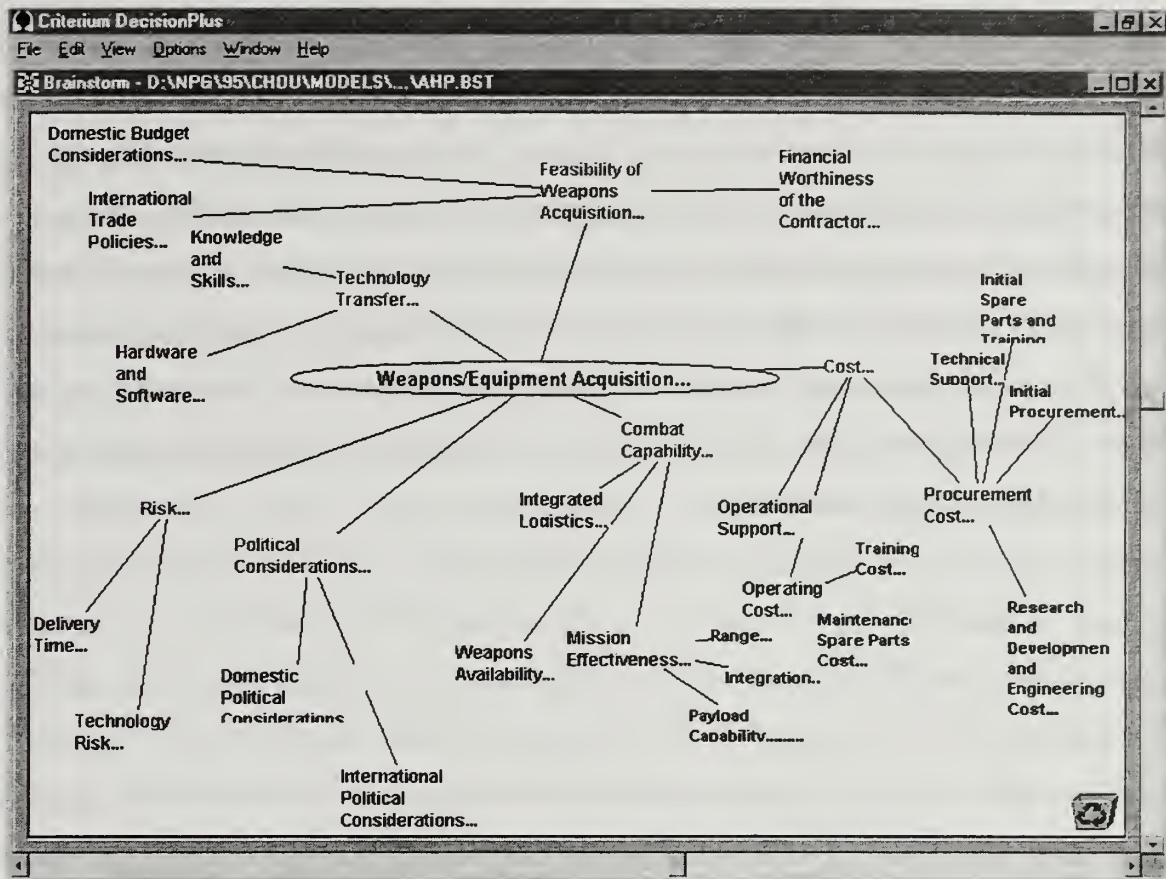 Criterium DecisionPlus
File Edit View Options Window Help
Brainstorm - D:\NPG\95\CHOU\MODELS\...\AHP.BST
Domestic Budget
Considerations...
International
Trade
Policies...
Knowledge
and
Skills...
Technology
Transfer...
Hardware
and
Software...
Feasibility of
Weapons
Acquisition...
Financial
Worthiness
of the
Contractor...
Weapons/Equipment Acquisition...
Cost...
Initial
Spare
Parts and
Training
Technical
Support...
Initial
Procurement..
Procurement
Cost...
Combat
Capability...
Integrated
Logistics...
Operational
Support...
Training
Cost...
Operating
Cost...
Maintenanc
Spare Parts
Cost...
Research
and
Developmen
and
Engineering
Cost...
Risk...
Political
Considerations...
Delivery
Time...
Technology
Risk...
Domestic
Political
Considerations
International
Political
Considerations...
Weapons
Availability...
Mission
Effectiveness...
Range...
Integration..
Payload
Capability.........